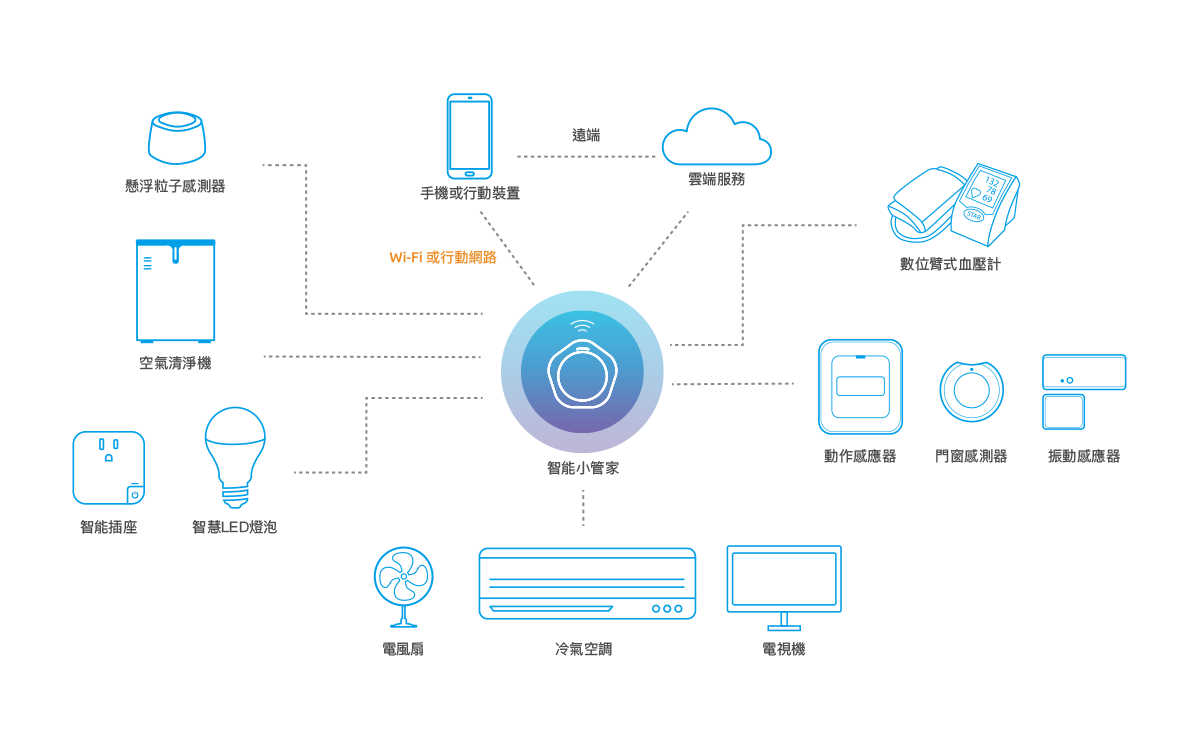 遠端
懸浮粒子感測器
手機或行動裝置
雲端服務
132
78
69
START
Wi-Fi 或行動網路
數位臂式血壓計
空氣清淨機
動作感應器
門窗感測器
振動感應器
智能小管家
智能插座
智慧LED燈泡
電風扇
冷氣空調
電視機